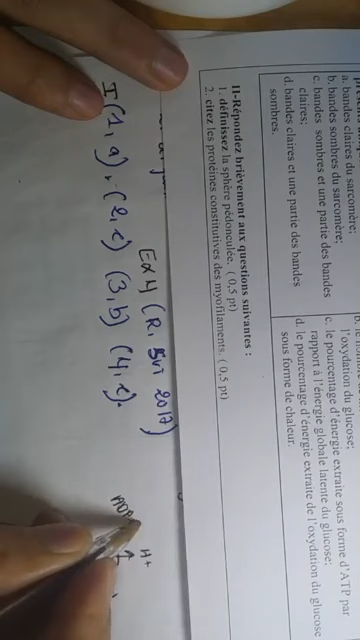 a. bandes claires du sarcomère;
b. bandes sombres du sarcomère;
c. bandes sombres et une partie des bandes
claires;
d. bandes claires et une partie des bandes
sombres.
l'oxydation du glucose;
c. le pourcentage d'énergie extraite sous forme d'ATP par
rapport à l'énergie globale latente du glucose;
d. le pourcentage d'énergie extraite de l'oxydation du glucose
sous forme de chaleur.
II-Répondez brièvement aux questions suivantes :
1. définissez la sphère pédonculée. ( 0,5 pt)
2. citez les protéines constitutives des myofilaments. ( 0,5 pt)
Ex 4 (R, svt 2017)
I (1, a), (2, c) (3, b) (4, c).
H+